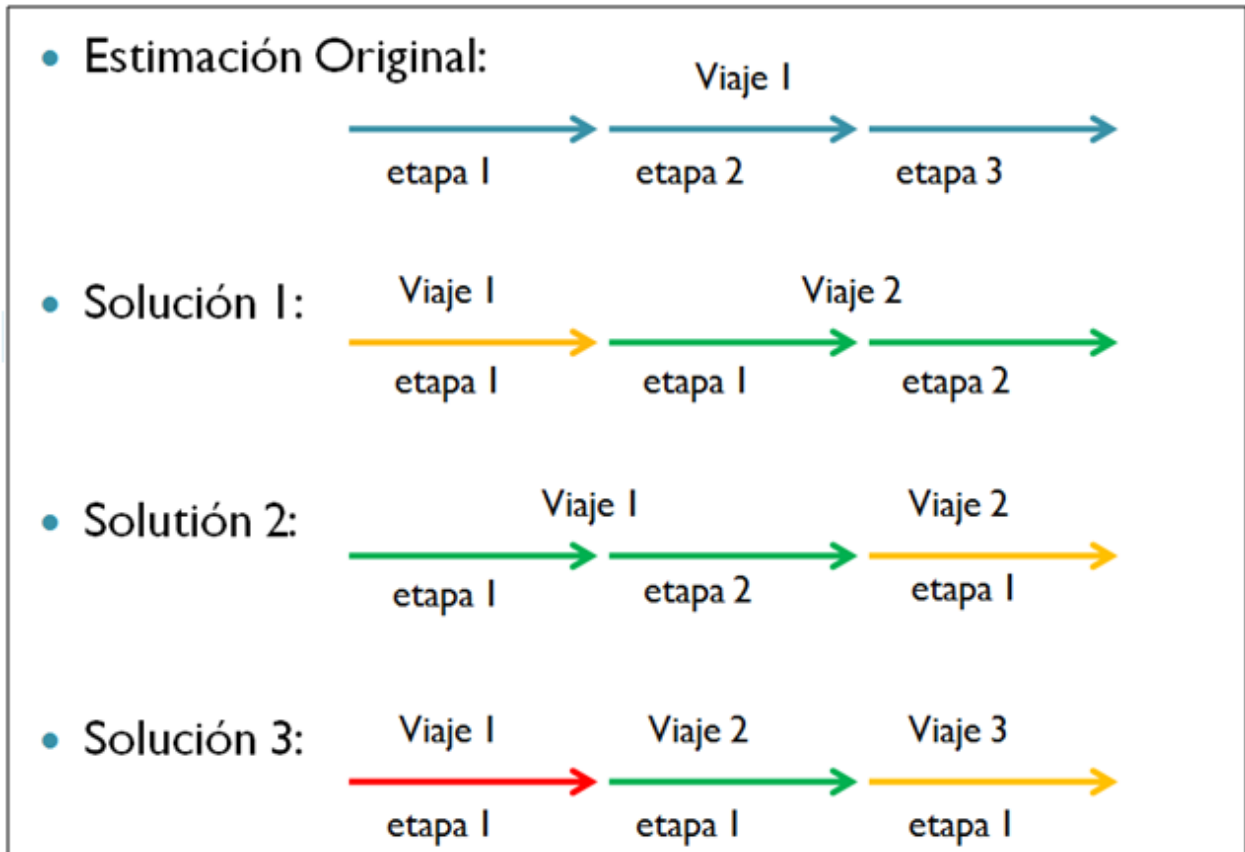 • Estimación Original:
Viaje 1
etapa 1 etapa 2 etapa 3
• Solución 1:
Viaje 1 Viaje 2
etapa 1 etapa 1 etapa 2
• Solutión 2:
Viaje 1 Viaje 2
etapa 1 etapa 2 etapa 1
• Solución 3:
Viaje 1 Viaje 2 Viaje 3
etapa 1 etapa 1 etapa 1